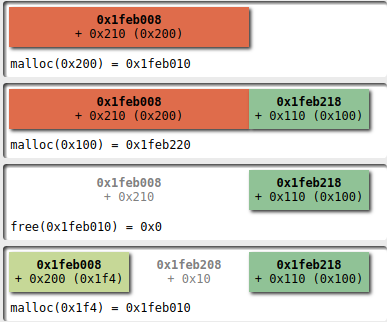 0x1feb008
+ 0x210 (0x200)
malloc(0x200) = 0x1feb010
0x1feb008 0x1feb218
+ 0x210 (0x200) + 0x110 (0x100)
malloc(0x100) = 0x1feb220
0x1feb008 0x1feb218
+ 0x210 + 0x110 (0x100)
free(0x1feb010) = 0x0
0x1feb008 0x1feb208 0x1feb218
+ 0x200 (0x1f4) + 0x10 + 0x110 (0x100)
malloc(0x1f4) = 0x1feb010